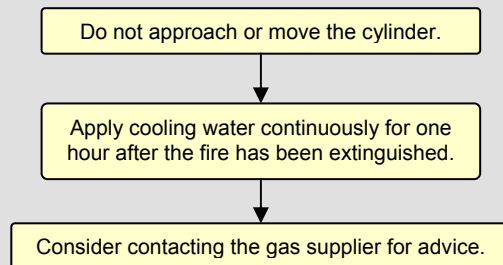 Do not approach or move the cylinder.
Apply cooling water continuously for one
hour after the fire has been extinguished.
Consider contacting the gas supplier for advice.